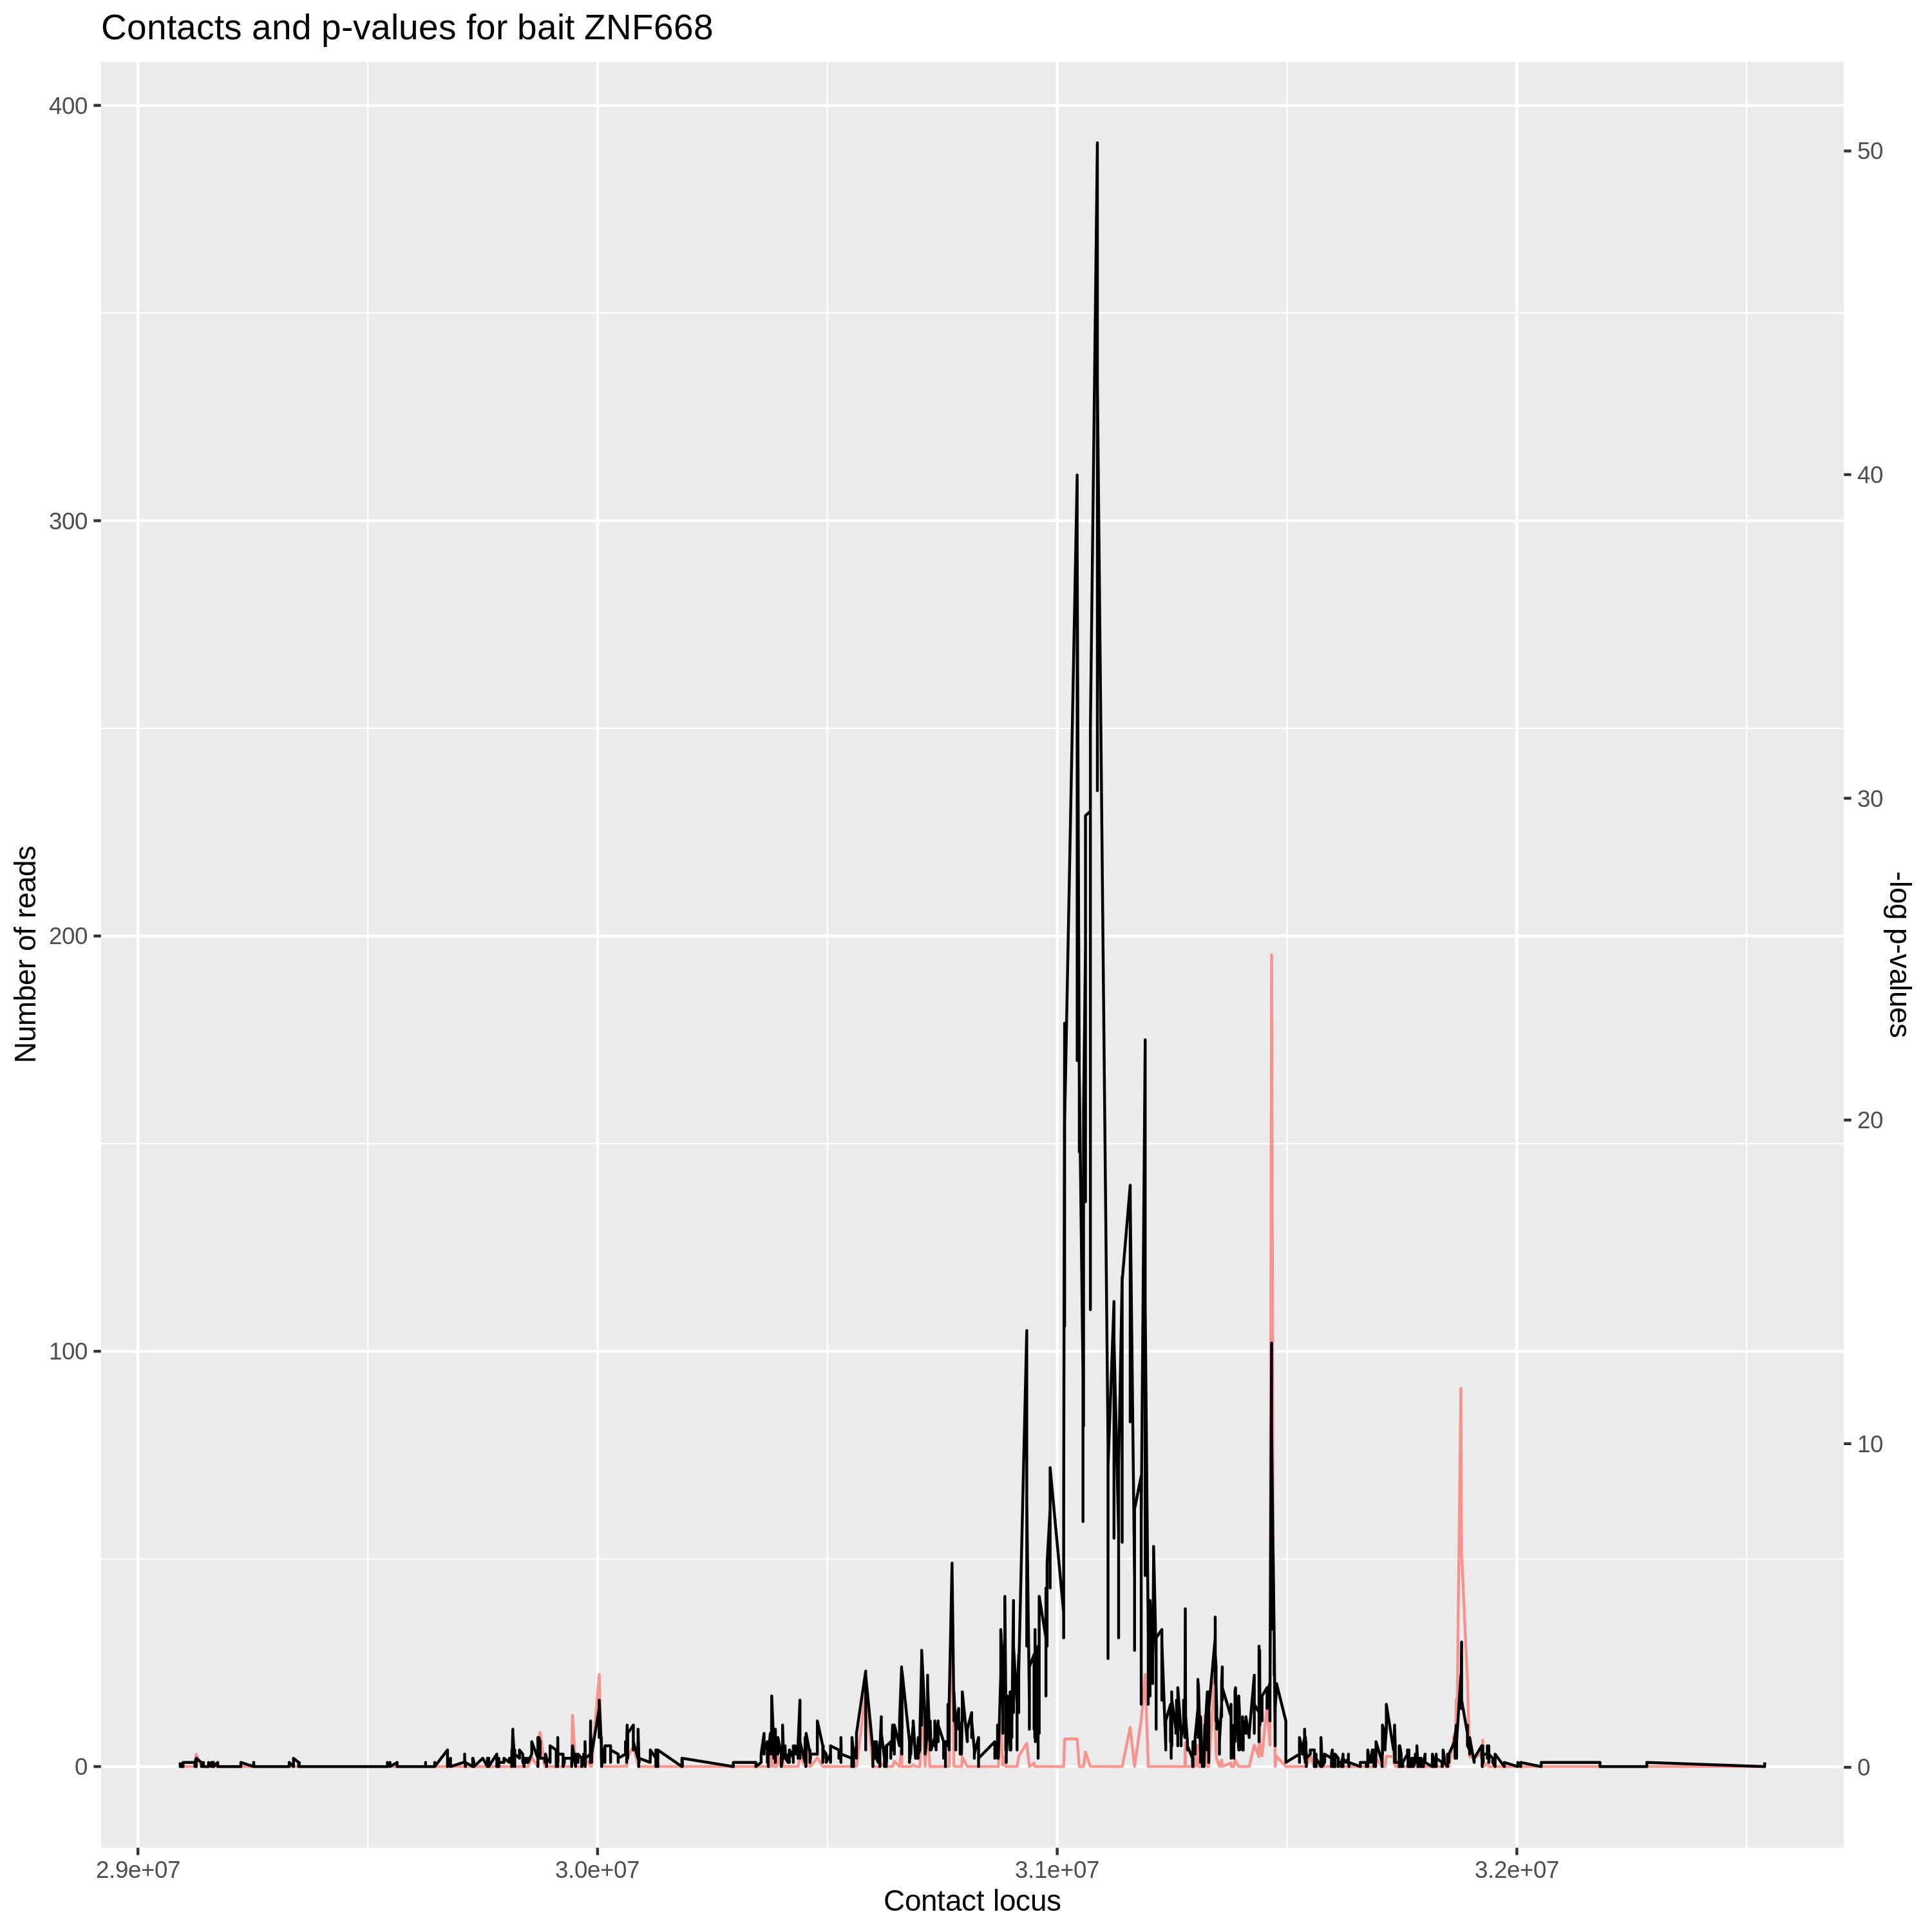 Contacts and p-values for bait ZNF668
400
300
200
100
0
50
40
30
20
10
0
Number of reads
-log p-values
2.9e+07
3.0e+07
3.1e+07
3.2e+07
Contact locus